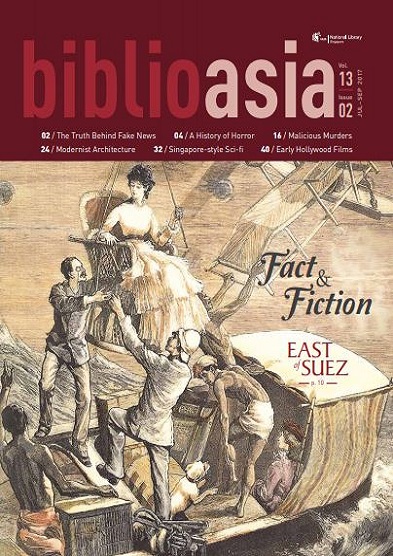 National Library
Singapore
biblioasia
Vol.
13
Issue
02
JUL–SEP 2017
02 / The Truth Behind Fake News 04 / A History of Horror 16 / Malicious Murders
24 / Modernist Architecture 32 / Singapore-style Sci-fi 40 / Early Hollywood Films
Fact
& Fiction
EAST
of SUEZ
p. 10